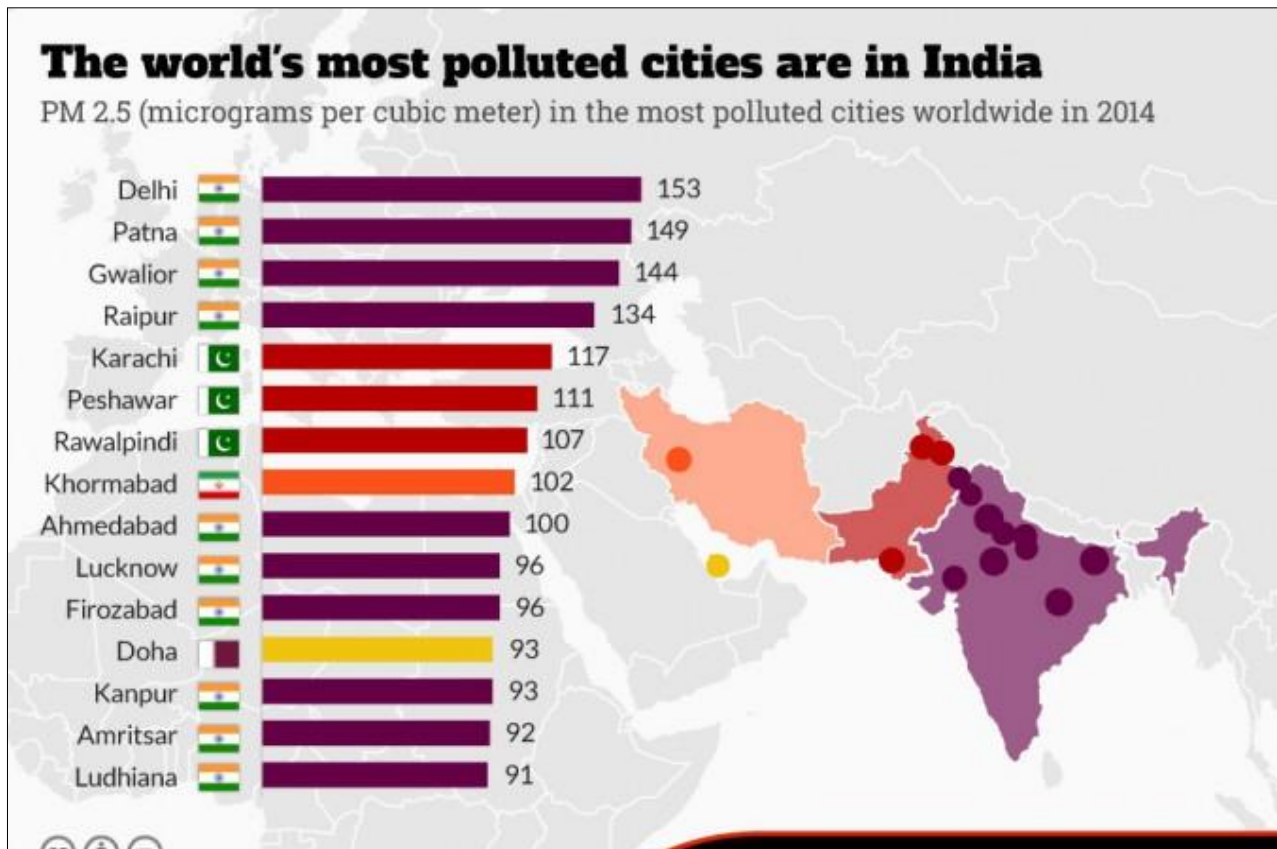 The world's most polluted cities are in India
PM 2.5 (micrograms per cubic meter) in the most polluted cities worldwide in 2014
Delhi 153
Patna 149
Gwalior 144
Raipur 134
Karachi 117
Peshawar 111
Rawalpindi 107
Khormabad 102
Ahmedabad 100
Lucknow 96
Firozabad 96
Doha 93
Kanpur 93
Amritsar 92
Ludhiana 91